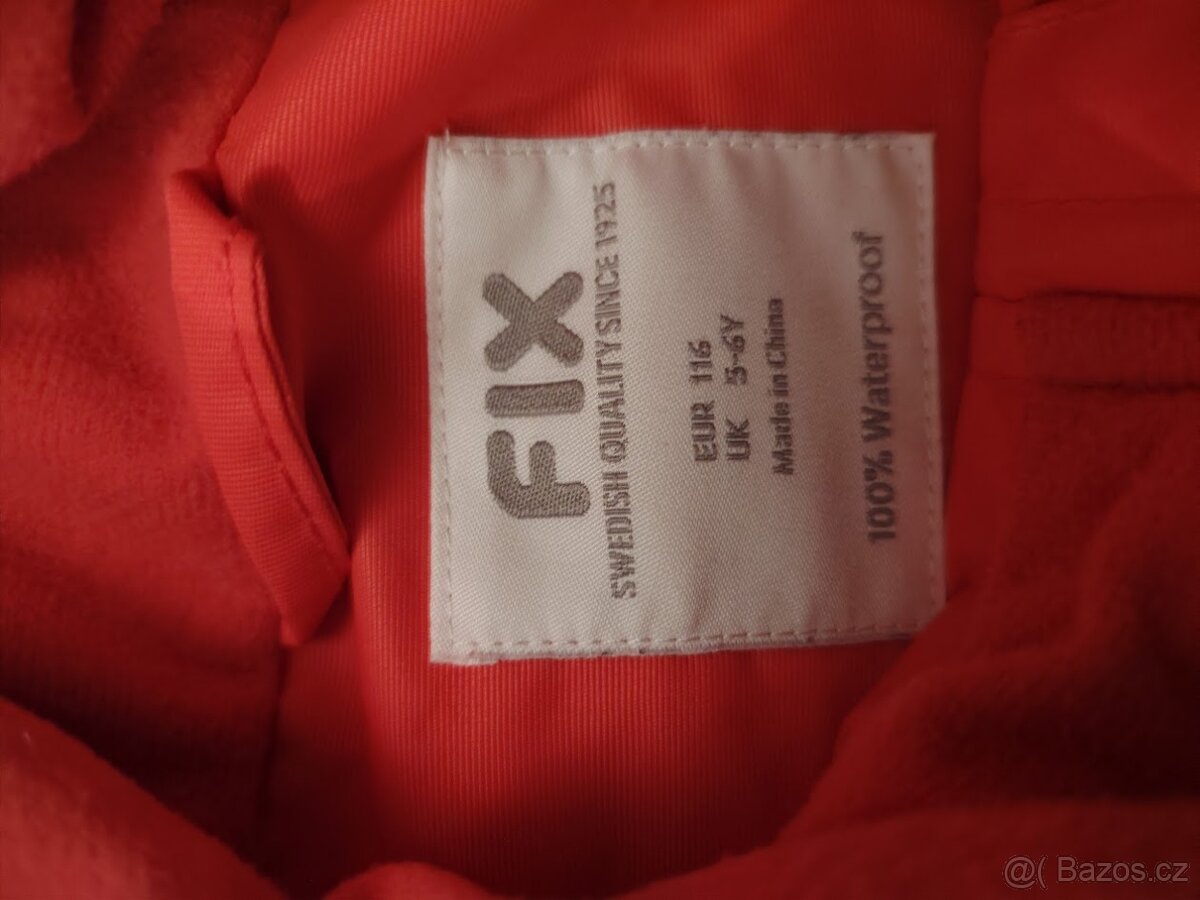 FIX
SWEDISH QUALITY SINCE 1925
EUR 116
UK 5-6Y
Made in China
100% Waterproof
@( Bazos.cz